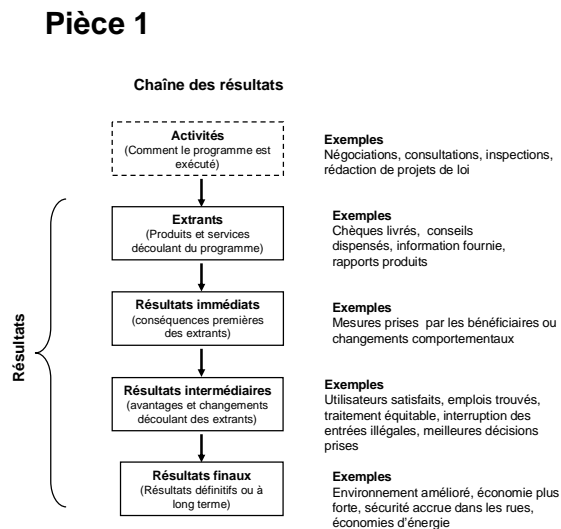 Pièce 1
Chaîne des résultats
Activités
(Comment le programme est
exécuté)
Exemples
Négociations, consultations, inspections,
rédaction de projets de loi
Extrants
(Produits et services
découlant du programme)
Exemples
Chèques livrés,  conseils
dispensés, information fournie,
rapports produits
Résultats immédiats
(conséquences premières
des extrants)
Exemples
Mesures prises  par les bénéficiaires ou
changements comportementaux
Résultats intermédiaires
(avantages et changements
découlant des extrants)
Exemples
Utilisateurs satisfaits, emplois trouvés,
traitement équitable, interruption des
entrées illégales, meilleures décisions
prises
Résultats finaux
(Résultats définitifs ou à
long terme)
Exemples
Environnement amélioré, économie plus
forte, sécurité accrue dans les rues,
économies d'énergie
Résultats